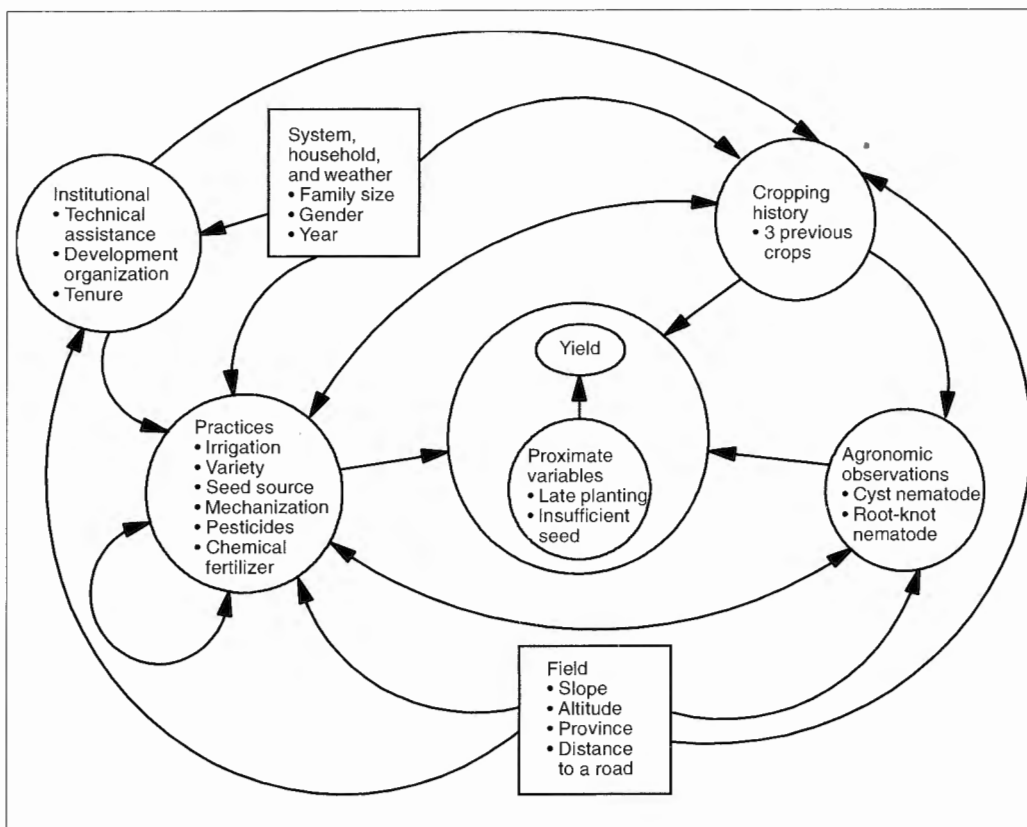 System,
household,
and weather
• Family size
• Gender
• Year
Institutional
• Technical
assistance
• Development
organization
• Tenure
Cropping
history
• 3 previous
crops
Yield
Proximate
variables
• Late planting
• Insufficient
seed
Practices
• Irrigation
• Variety
• Seed source
• Mechanization
• Pesticides
• Chemical
fertilizer
Agronomic
observations
• Cyst nematode
• Root-knot
nematode
Field
• Slope
• Altitude
• Province
• Distance
to a road